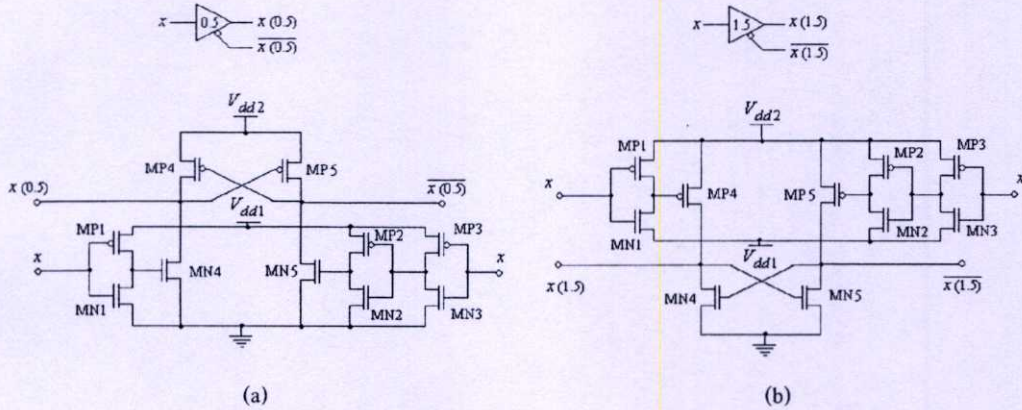 x 0.5 x (0.5)
x̅ ̅(̅0̅.̅5̅)̅
x 1.5 x (1.5)
x̅ ̅(̅1̅.̅5̅)̅
V_dd2
MP4 MP5
x (0.5) x̅ ̅(̅0̅.̅5̅)̅
V_dd1
MP1 MP2 MP3
x x
MN4 MN5
MN1 MN2 MN3
(a)
V_dd2
MP1 MP2 MP3
x MP4 MP5 x
MN1 MN2 MN3
V_dd1
x (1.5) x̅ ̅(̅1̅.̅5̅)̅
MN4 MN5
(b)